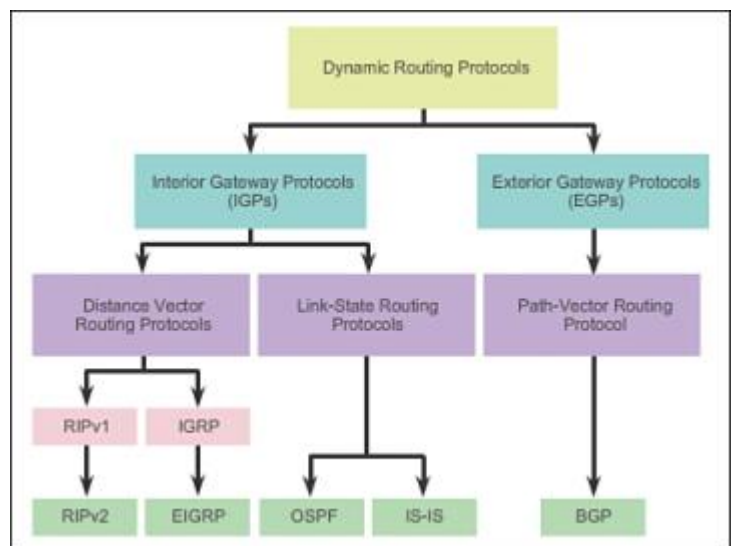 Dynamic Routing Protocols
Interior Gateway Protocols
(IGPs)
Exterior Gateway Protocols
(EGPs)
Distance Vector
Routing Protocols
Link-State Routing
Protocols
Path-Vector Routing
Protocol
RIPv1
IGRP
RIPv2
EIGRP
OSPF
IS-IS
BGP